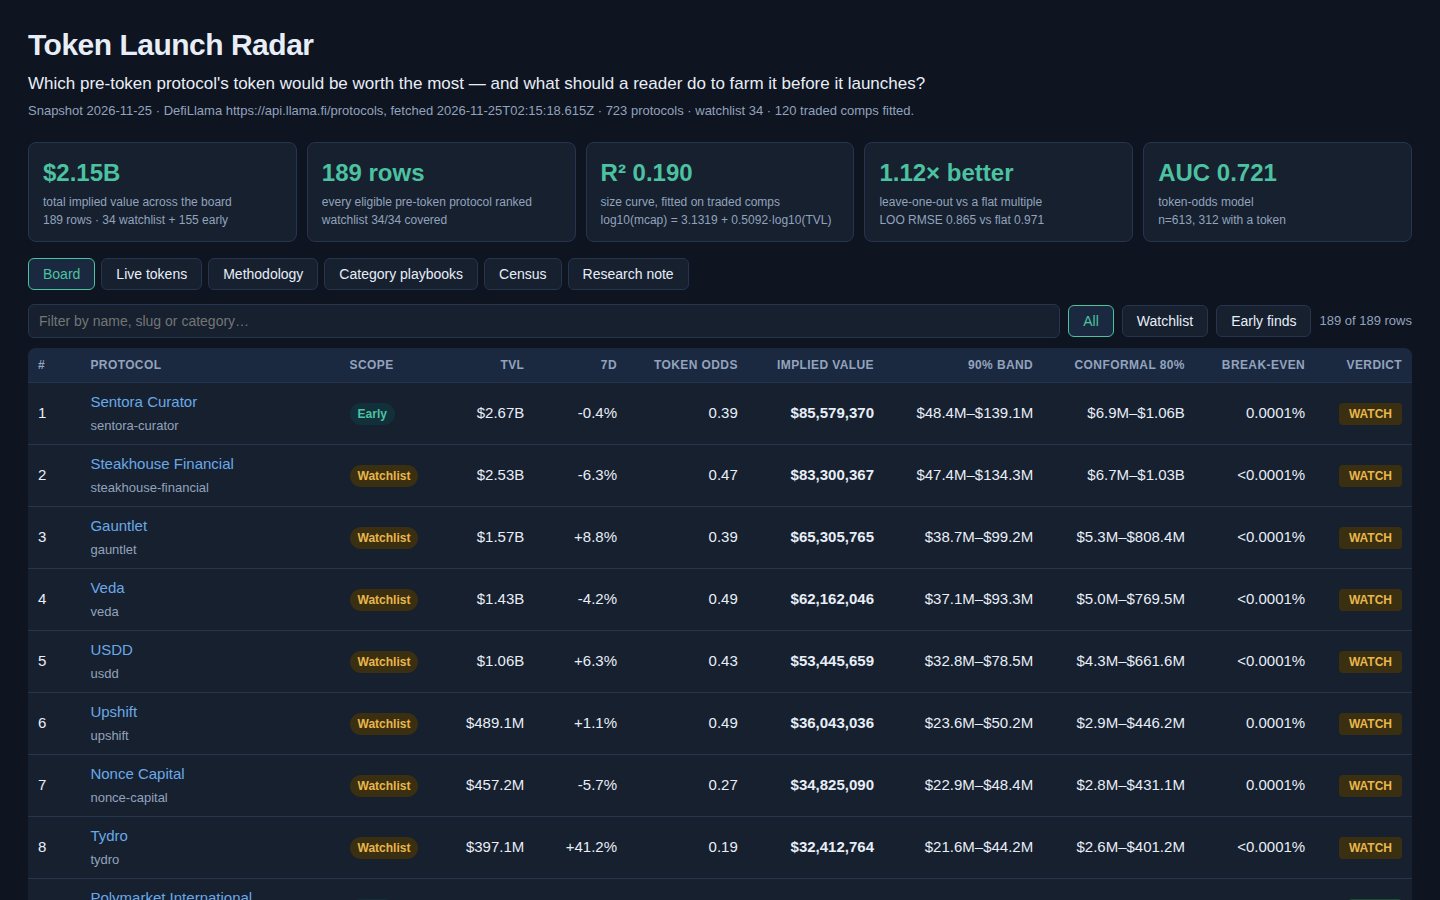 Token Launch Radar
Which pre-token protocol's token would be worth the most — and what should a reader do to farm it before it launches?
Snapshot 2026-11-25 · DefiLlama https://api.llama.fi/protocols, fetched 2026-11-25T02:15:18.615Z · 723 protocols · watchlist 34 · 120 traded comps fitted.
$2.15B
total implied value across the board
189 rows · 34 watchlist + 155 early
189 rows
every eligible pre-token protocol ranked
watchlist 34/34 covered
R² 0.190
size curve, fitted on traded comps
log10(mcap) = 3.1319 + 0.5092·log10(TVL)
1.12× better
leave-one-out vs a flat multiple
LOO RMSE 0.865 vs flat 0.971
AUC 0.721
token-odds model
n=613, 312 with a token
Board Live tokens Methodology Category playbooks Census Research note
Filter by name, slug or category… All Watchlist Early finds 189 of 189 rows
# PROTOCOL SCOPE TVL 7D TOKEN ODDS IMPLIED VALUE 90% BAND CONFORMAL 80% BREAK-EVEN VERDICT
1 Sentora Curator Early $2.67B -0.4% 0.39 $85,579,370 $48.4M–$139.1M $6.9M–$1.06B 0.0001% WATCH
sentora-curator
2 Steakhouse Financial Watchlist $2.53B -6.3% 0.47 $83,300,367 $47.4M–$134.3M $6.7M–$1.03B <0.0001% WATCH
steakhouse-financial
3 Gauntlet Watchlist $1.57B +8.8% 0.39 $65,305,765 $38.7M–$99.2M $5.3M–$808.4M <0.0001% WATCH
gauntlet
4 Veda Watchlist $1.43B -4.2% 0.49 $62,162,046 $37.1M–$93.3M $5.0M–$769.5M <0.0001% WATCH
veda
5 USDD Watchlist $1.06B +6.3% 0.43 $53,445,659 $32.8M–$78.5M $4.3M–$661.6M <0.0001% WATCH
usdd
6 Upshift Watchlist $489.1M +1.1% 0.49 $36,043,036 $23.6M–$50.2M $2.9M–$446.2M 0.0001% WATCH
upshift
7 Nonce Capital Watchlist $457.2M -5.7% 0.27 $34,825,090 $22.9M–$48.4M $2.8M–$431.1M 0.0001% WATCH
nonce-capital
8 Tydro Watchlist $397.1M +41.2% 0.19 $32,412,764 $21.6M–$44.2M $2.6M–$401.2M <0.0001% WATCH
tydro
Polymarket International